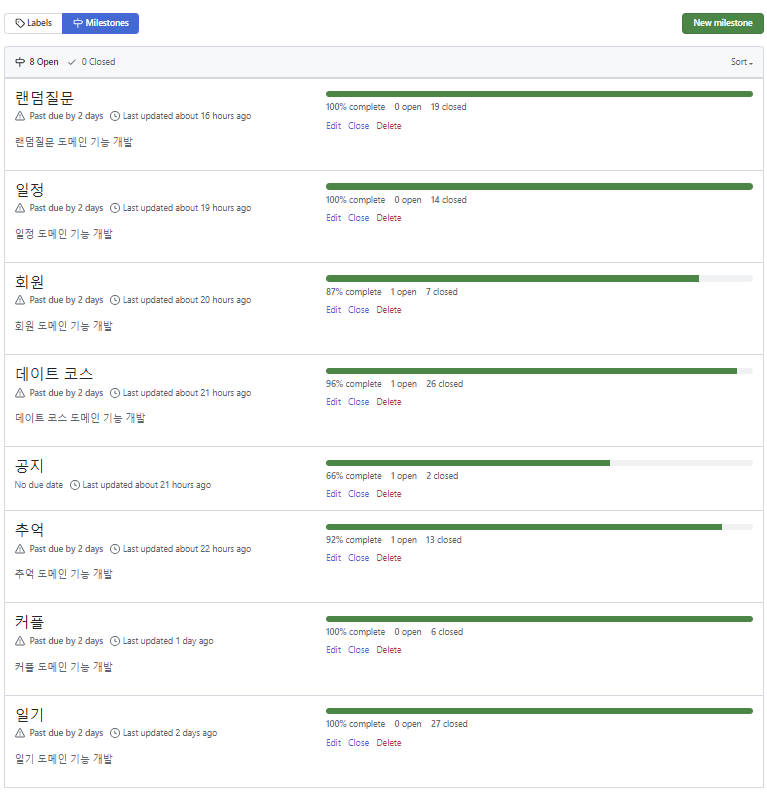 Labels Milestones New milestone
8 Open 0 Closed Sort
랜덤질문
Past due by 2 days Last updated about 16 hours ago
랜덤질문 도메인 기능 개발
100% complete 0 open 19 closed
Edit Close Delete
일정
Past due by 2 days Last updated about 19 hours ago
일정 도메인 기능 개발
100% complete 0 open 14 closed
Edit Close Delete
회원
Past due by 2 days Last updated about 20 hours ago
회원 도메인 기능 개발
87% complete 1 open 7 closed
Edit Close Delete
데이트 코스
Past due by 2 days Last updated about 21 hours ago
데이트 코스 도메인 기능 개발
96% complete 1 open 26 closed
Edit Close Delete
공지
No due date Last updated about 21 hours ago
66% complete 1 open 2 closed
Edit Close Delete
추억
Past due by 2 days Last updated about 22 hours ago
추억 도메인 기능 개발
92% complete 1 open 13 closed
Edit Close Delete
커플
Past due by 2 days Last updated 1 day ago
커플 도메인 기능 개발
100% complete 0 open 6 closed
Edit Close Delete
일기
Past due by 2 days Last updated 2 days ago
일기 도메인 기능 개발
100% complete 0 open 27 closed
Edit Close Delete